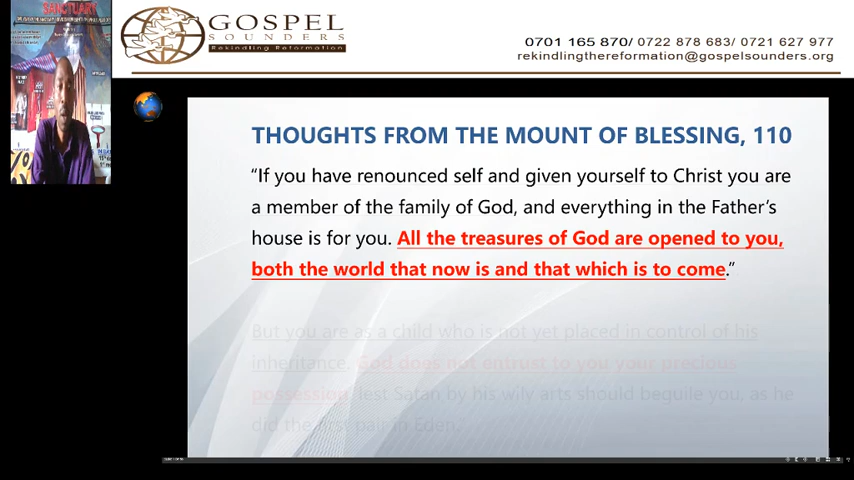 SANCTUARY
GOSPEL
SOUNDERS
Rekindling Reformation
0701 165 870/ 0722 878 683/ 0721 627 977
rekindlingthereformation@gospelsounders.org
THOUGHTS FROM THE MOUNT OF BLESSING, 110
“If you have renounced self and given yourself to Christ you are
a member of the family of God, and everything in the Father’s
house is for you. All the treasures of God are opened to you,
both the world that now is and that which is to come.”
But you are as a child who is not yet placed in control of his
inheritance. God does not entrust to you your precious
possession, lest Satan by his wily arts should beguile you, as he
did the first pair in Eden.”